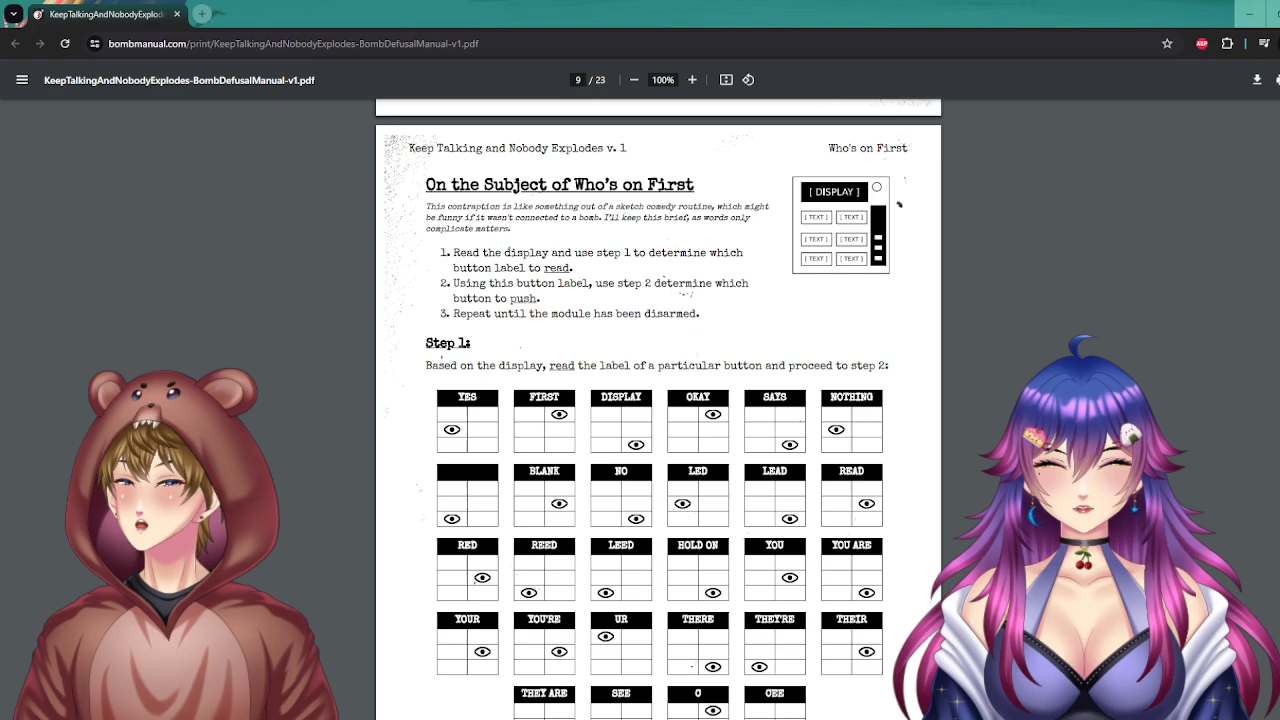 KeepTalkingAndNobodyExplode
bombmanual.com/print/KeepTalkingAndNobodyExplodes-BombDefusalManual-v1.pdf
ABP
KeepTalkingAndNobodyExplodes-BombDefusalManual-v1.pdf
9 / 23
100%
Keep Talking and Nobody Explodes v. 1
Who's on First
On the Subject of Who's on First
This contraption is like something out of a sketch comedy routine, which might
be funny if it wasn't connected to a bomb. I'll keep this brief, as words only
complicate matters.
[ DISPLAY ]
[ TEXT ] [ TEXT ]
[ TEXT ] [ TEXT ]
[ TEXT ] [ TEXT ]
1. Read the display and use step 1 to determine which
button label to read.
2. Using this button label, use step 2 determine which
button to push.
3. Repeat until the module has been disarmed.
Step 1:
Based on the display, read the label of a particular button and proceed to step 2:
YES FIRST DISPLAY OKAY SAYS NOTHING
BLANK NO LED LEAD READ
RED REED LEED HOLD ON YOU YOU ARE
YOUR YOU'RE UR THERE THEY'RE THEIR
THEY ARE SEE C CEE